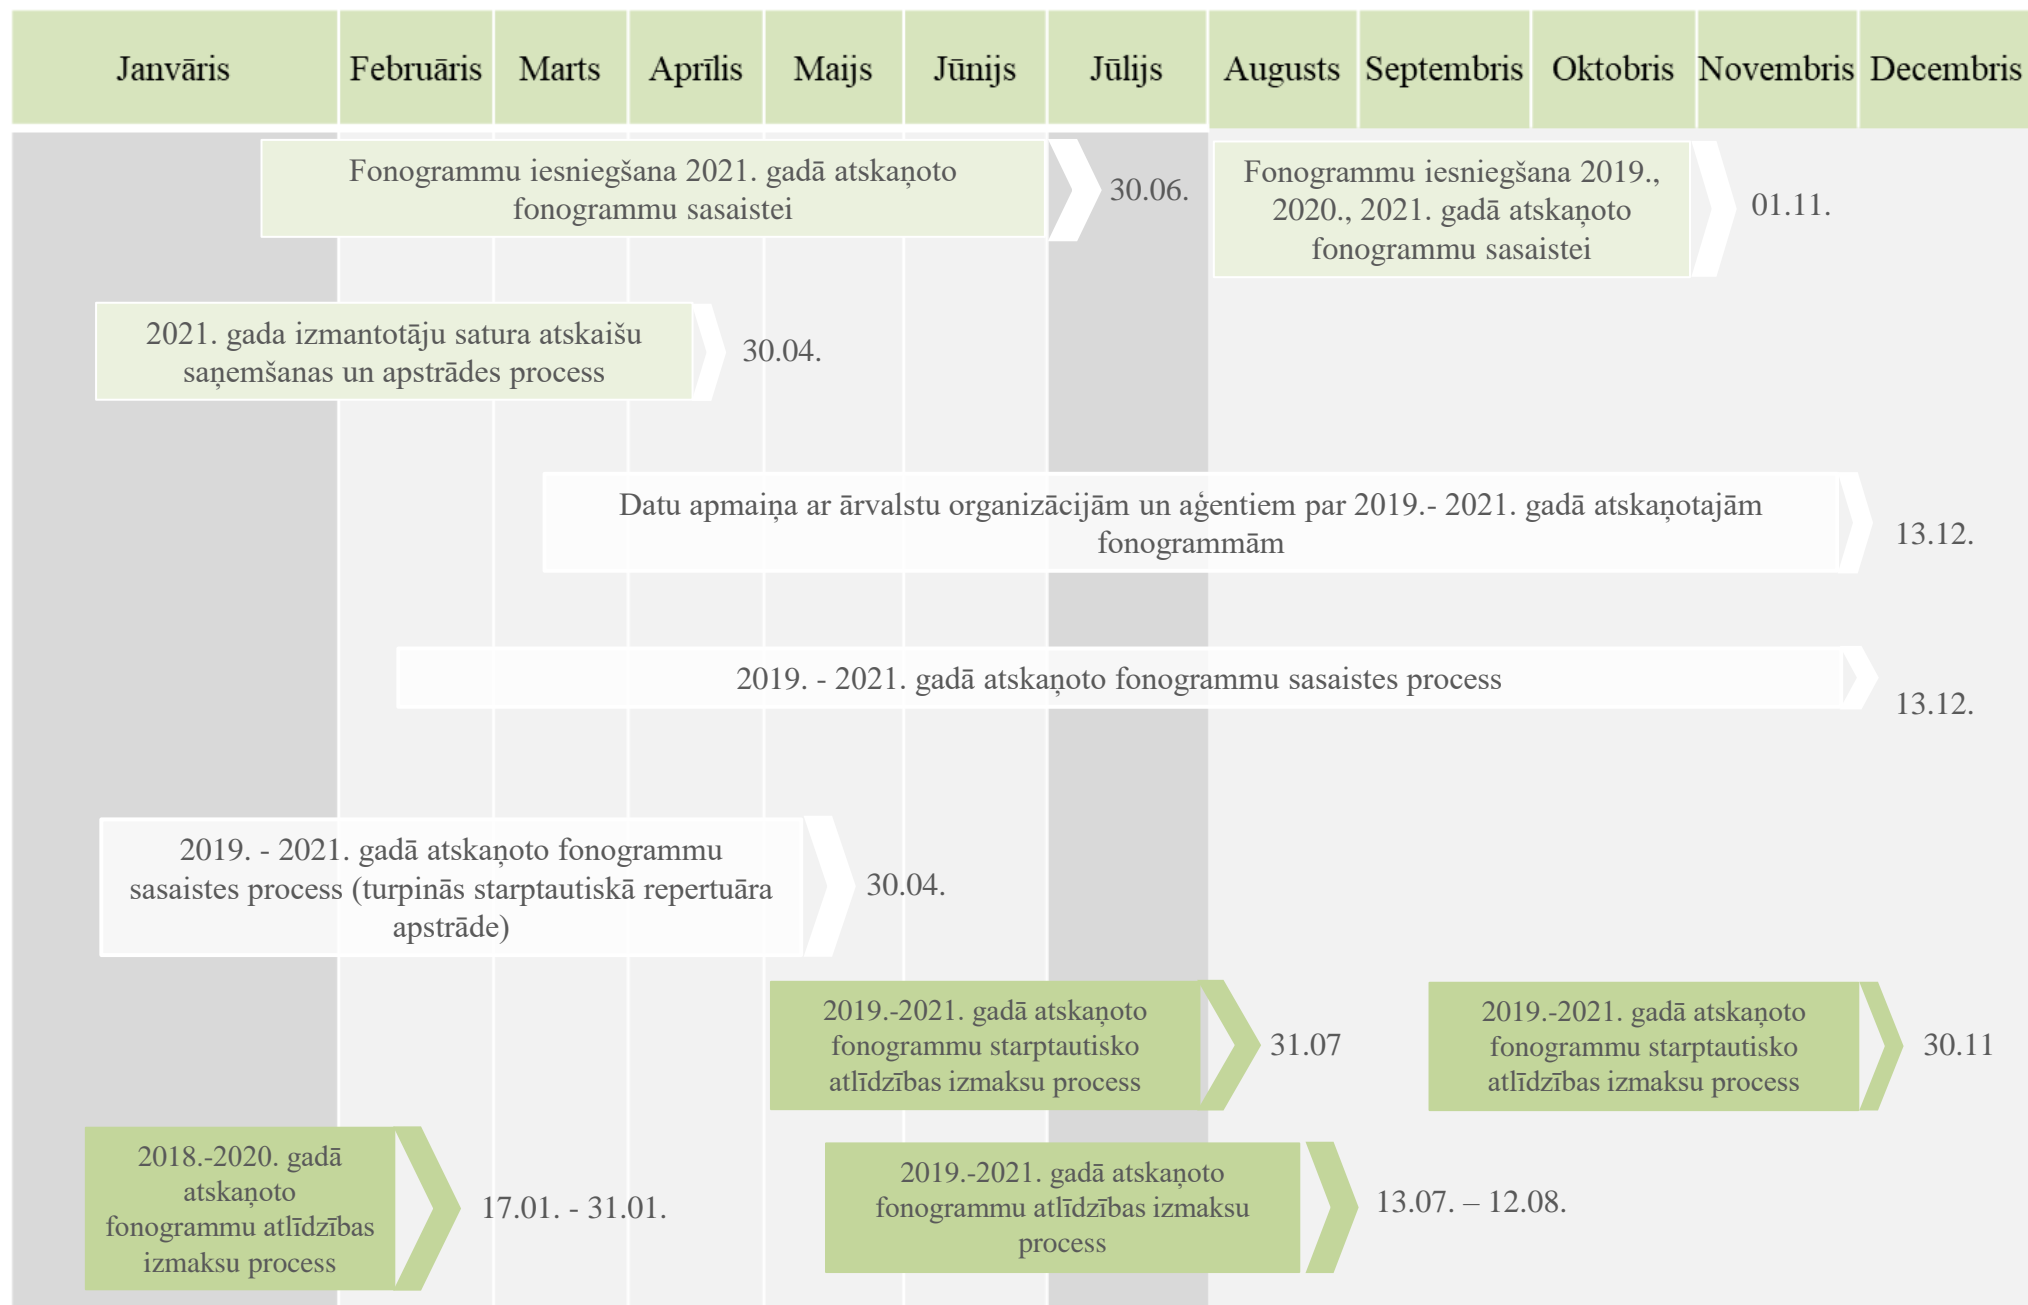 Janvāris Februāris Marts Aprīlis Maijs Jūnijs Jūlijs Augusts Septembris Oktobris Novembris Decembris
Fonogrammu iesniegšana 2021. gadā atskaņoto
fonogrammu sasaistei
30.06.
Fonogrammu iesniegšana 2019.,
2020., 2021. gadā atskaņoto
fonogrammu sasaistei
01.11.
2021. gada izmantotāju satura atskaišu
saņemšanas un apstrādes process
30.04.
Datu apmaiņa ar ārvalstu organizācijām un aģentiem par 2019.- 2021. gadā atskaņotajām
fonogrammām
13.12.
2019. - 2021. gadā atskaņoto fonogrammu sasaistes process
13.12.
2019. - 2021. gadā atskaņoto fonogrammu
sasaistes process (turpinās starptautiskā repertuāra
apstrāde)
30.04.
2019.-2021. gadā atskaņoto
fonogrammu starptautisko
atlīdzības izmaksu process
31.07
2019.-2021. gadā atskaņoto
fonogrammu starptautisko
atlīdzības izmaksu process
30.11
2018.-2020. gadā
atskaņoto
fonogrammu atlīdzības
izmaksu process
17.01. - 31.01.
2019.-2021. gadā atskaņoto
fonogrammu atlīdzības izmaksu
process
13.07. – 12.08.